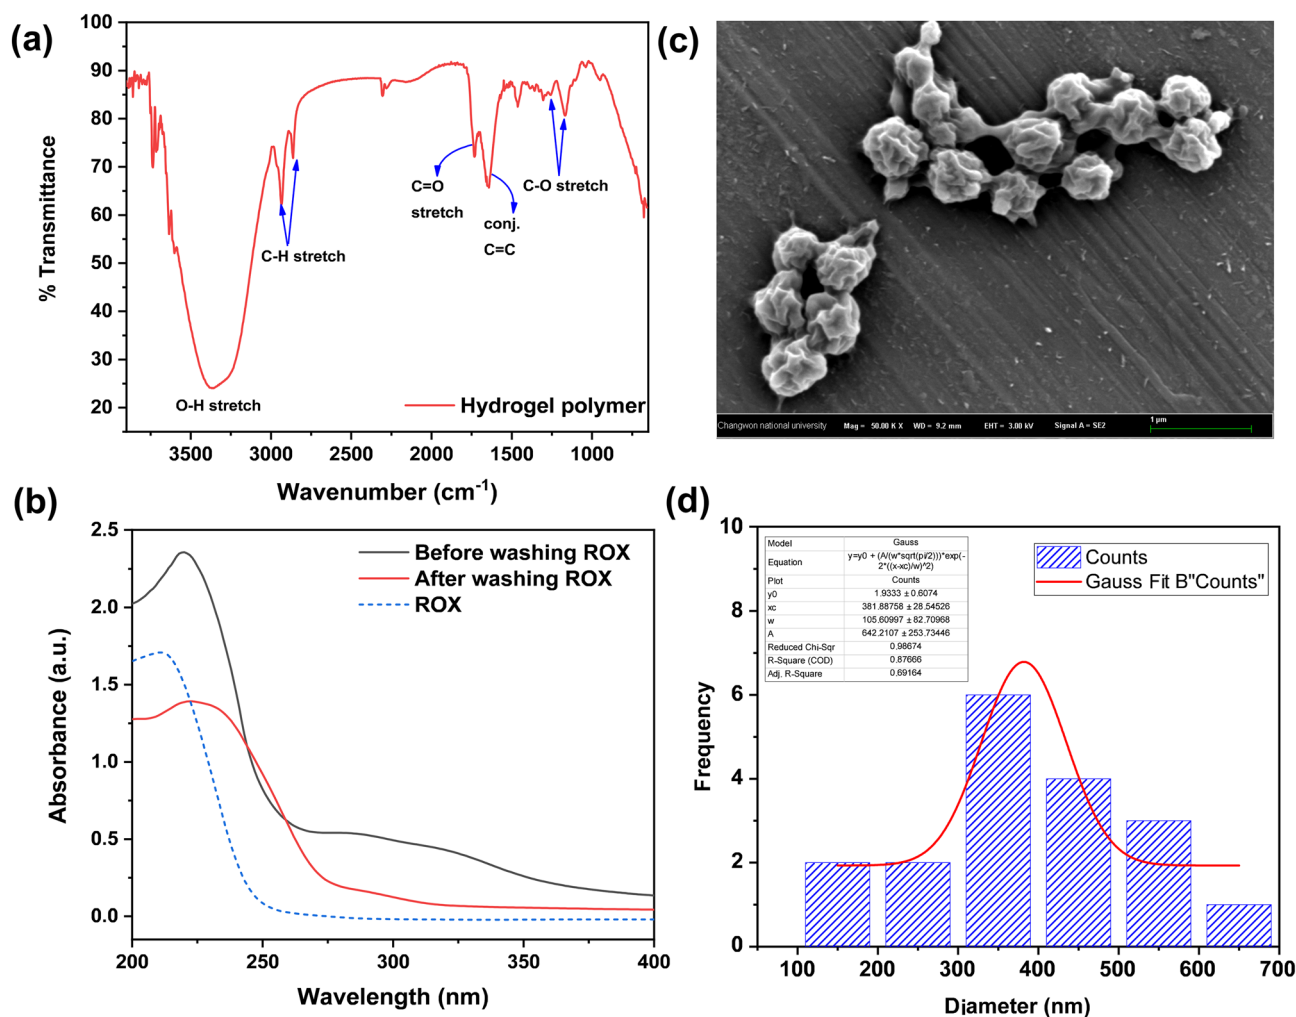 (a)
100
90
80
70
60
50
40
30
20
% Transmittance
O-H stretch
C-H stretch
C=O
stretch
conj.
C=C
C-O stretch
Hydrogel polymer
3500
3000
2500
2000
1500
1000
Wavenumber (cm⁻¹)
(c)
Changwon national university
Mag = 50.00 K X
WD = 9.2 mm
EHT = 3.00 kV
Signal A = SE2
1 µm
(b)
2.5
2.0
1.5
1.0
0.5
0.0
Absorbance (a.u.)
Before washing ROX
After washing ROX
ROX
200
250
300
350
400
Wavelength (nm)
(d)
10
8
6
4
2
0
Frequency
Model Gauss
Equation y=y0 + (A/(w*sqrt(pi/2)))*exp(-
2*((x-xc)/w)^2)
Plot Counts
y0 1.9333 ± 0.6074
xc 381.88758 ± 28.54526
w 105.60997 ± 82.70968
A 642.2107 ± 253.73446
Reduced Chi-Sqr 0.98674
R-Square (COD) 0.87666
Adj. R-Square 0.69164
Counts
Gauss Fit B"Counts"
100
200
300
400
500
600
700
Diameter (nm)